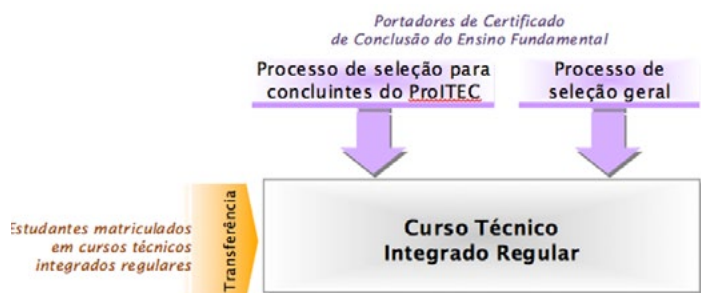 Portadores de Certificado
de Conclusão do Ensino Fundamental
Processo de seleção para
concluintes do ProITEC
Processo de
seleção geral
Estudantes matriculados
em cursos técnicos
integrados regulares
Transferência
Curso Técnico
Integrado Regular